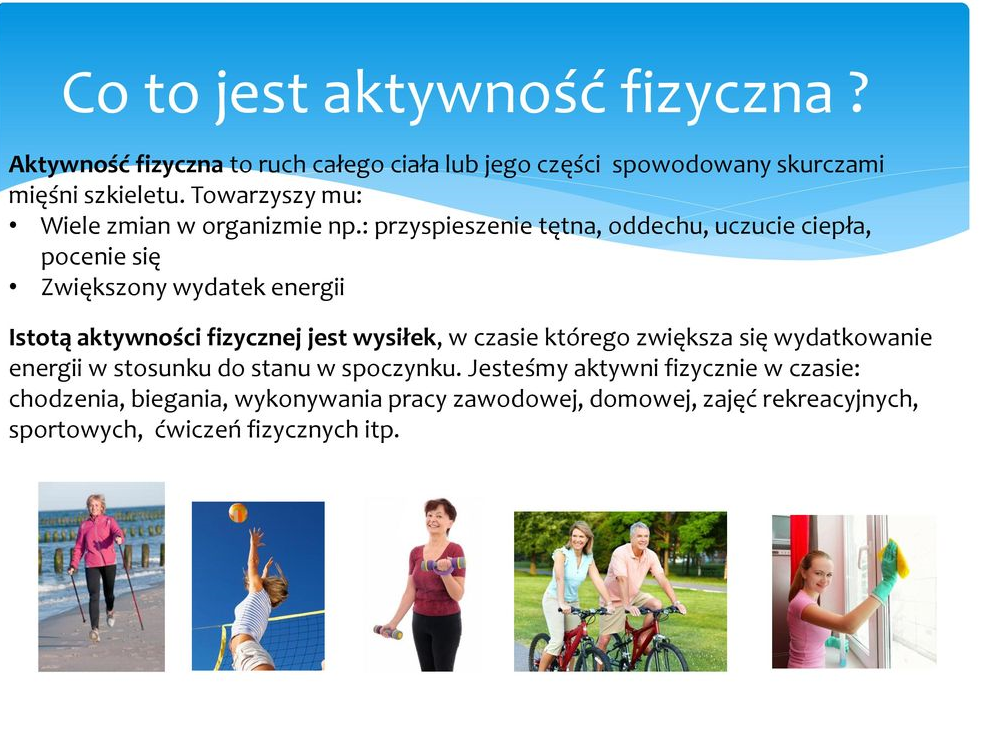 Co to jest aktywność fizyczna ?
Aktywność fizyczna to ruch całego ciała lub jego części spowodowany skurczami
mięśni szkieletu. Towarzyszy mu:
• Wiele zmian w organizmie np.: przyspieszenie tętna, oddechu, uczucie ciepła,
pocenie się
• Zwiększony wydatek energii
Istotą aktywności fizycznej jest wysiłek, w czasie którego zwiększa się wydatkowanie
energii w stosunku do stanu w spoczynku. Jesteśmy aktywni fizycznie w czasie:
chodzenia, biegania, wykonywania pracy zawodowej, domowej, zajęć rekreacyjnych,
sportowych, ćwiczeń fizycznych itp.